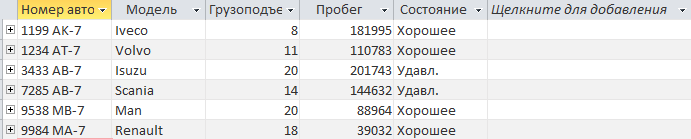 Номер авто Модель Грузоподъе Пробег Состояние Щелкните для добавления
1199 AK-7 Iveco 8 181995 Хорошее
1234 AT-7 Volvo 11 110783 Хорошее
3433 AB-7 Isuzu 20 201743 Удавл.
7285 AB-7 Scania 14 144632 Удавл.
9538 MB-7 Man 20 88964 Хорошее
9984 MA-7 Renault 18 39032 Хорошее